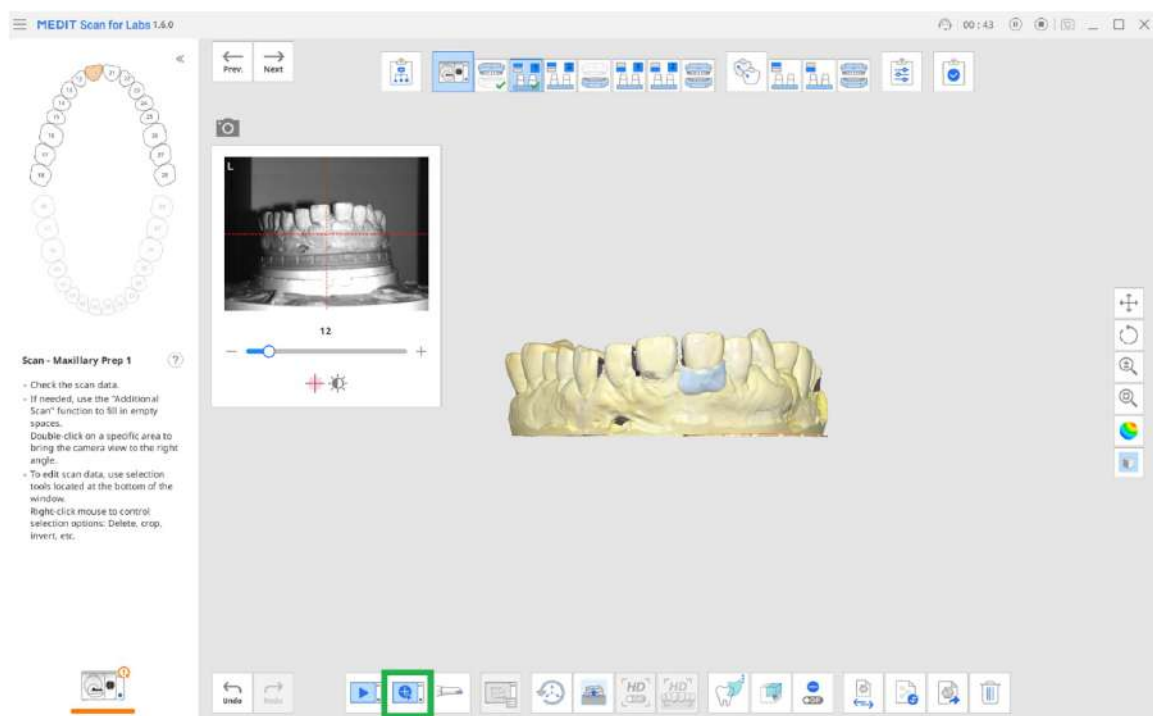 MEDIT Scan for Labs 1.6.0
00:43
Prev.
Next
L
12
Scan - Maxillary Prep 1
?
Check the scan data.
If needed, use the "Additional
Scan" function to fill in empty
spaces.
Double-click on a specific area to
bring the camera view to the right
angle.
To edit scan data, use selection
tools located at the bottom of the
window.
Right-click mouse to control
selection options: Delete, crop,
invert, etc.
Undo
Redo
HD
HD